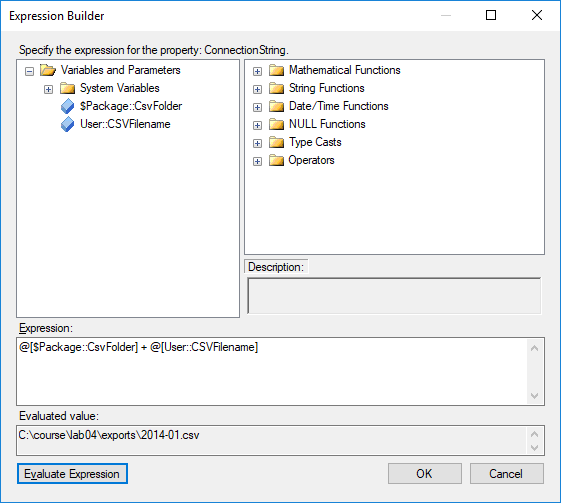 Expression Builder
Specify the expression for the property: ConnectionString.
Variables and Parameters
System Variables
$Package::CsvFolder
User::CSVFilename
Mathematical Functions
String Functions
Date/Time Functions
NULL Functions
Type Casts
Operators
Description:
Expression:
@[$Package::CsvFolder] + @[User::CSVFilename]
Evaluated value:
C:\course\lab04\exports\2014-01.csv
Evaluate Expression
OK
Cancel